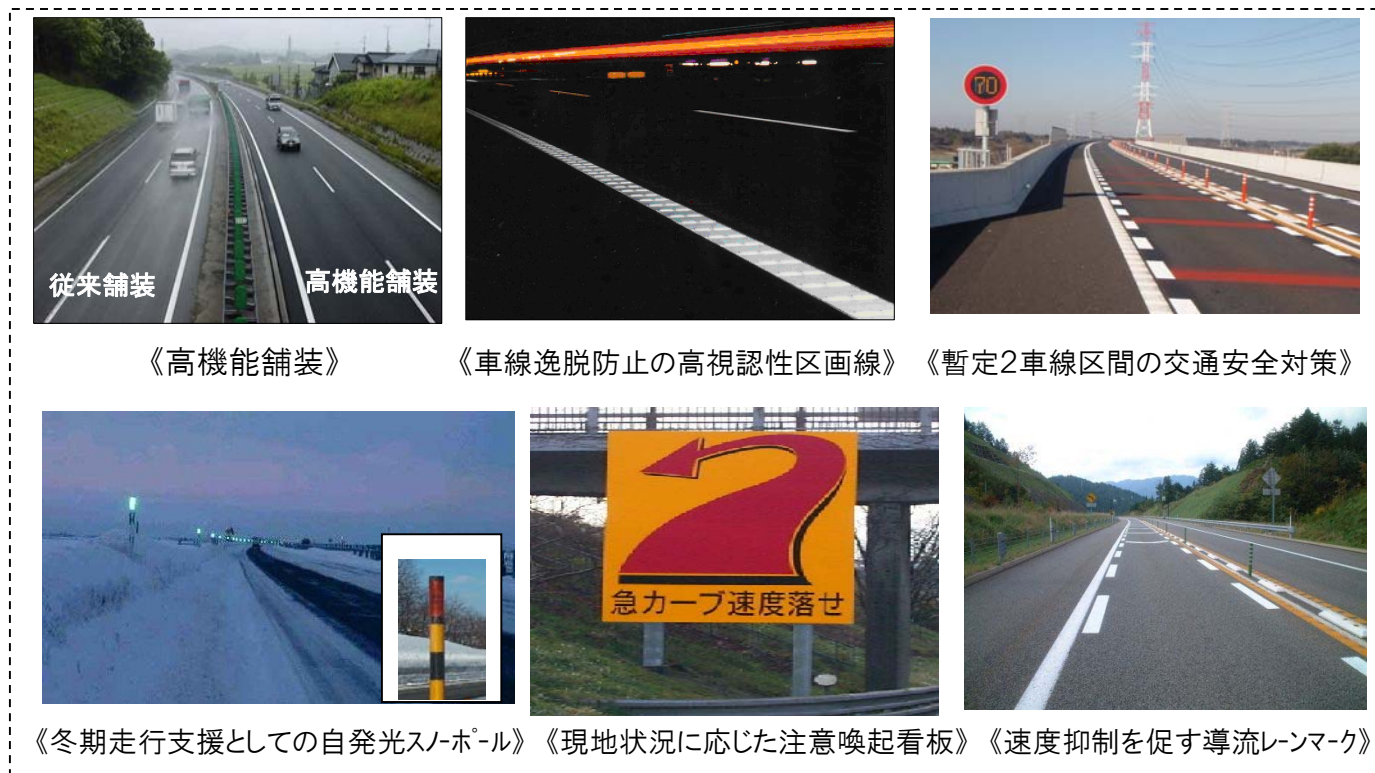 70
従来舗装
高機能舗装
《高機能舗装》
《車線逸脱防止の高視認性区画線》
《暫定2車線区間の交通安全対策》
急カーブ速度落せ
《冬期走行支援としての自発光スノーポール》
《現地状況に応じた注意喚起看板》
《速度抑制を促す導流レーンマーク》